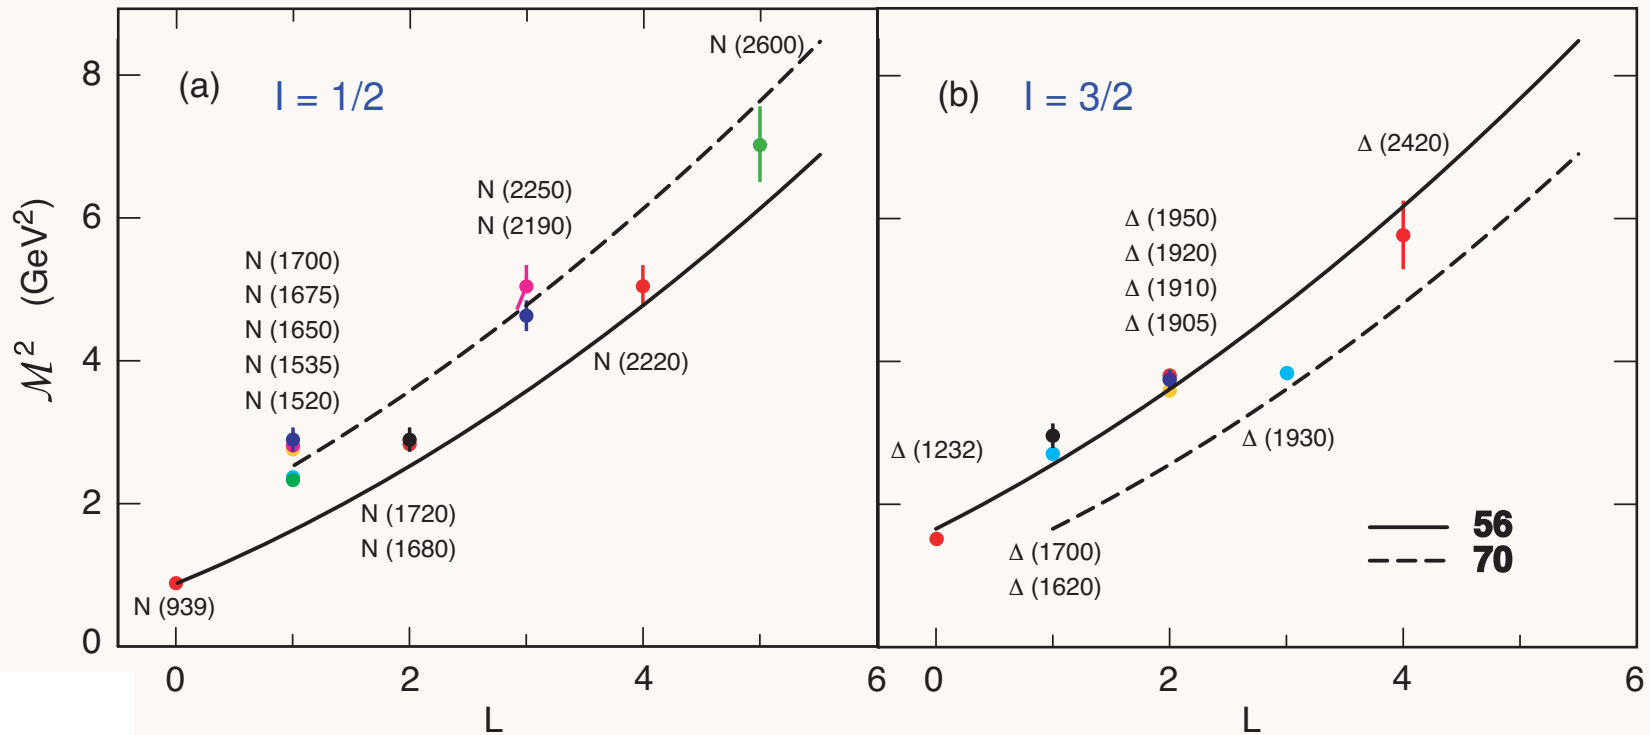 N (2600)
8
(a)
I = 1/2
(b)
I = 3/2
Δ (2420)
N (2250)
N (2190)
6
Δ (1950)
Δ (1920)
Δ (1910)
Δ (1905)
ℳ² (GeV²)
N (1700)
N (1675)
N (1650)
N (1535)
N (1520)
4
N (2220)
Δ (1232)
Δ (1930)
2
N (1720)
N (1680)
56
70
Δ (1700)
Δ (1620)
N (939)
0
0 2 4 6
0 2 4 6
L
L